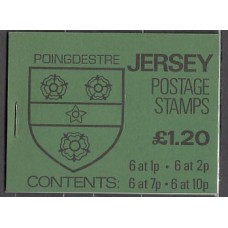 POINGDESTRE
JERSEY
POSTAGE
STAMPS
£1.20
CONTENTS:
6 at 1p • 6 at 2p
6 at 7p • 6 at 10p